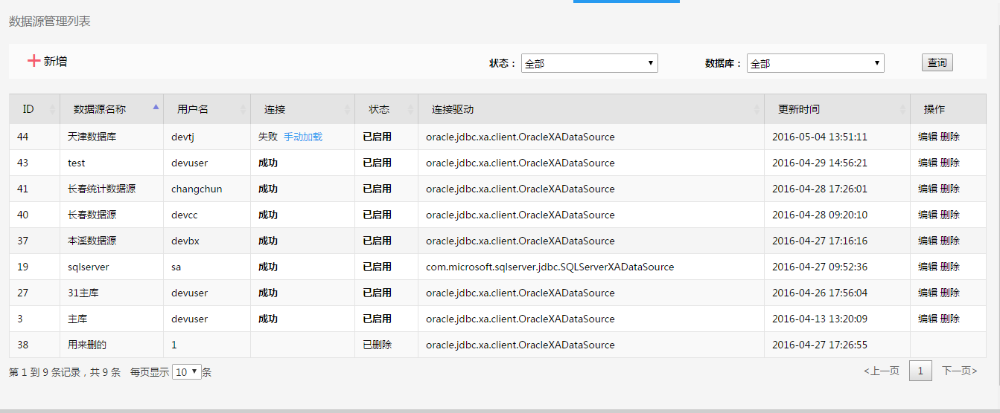 数据源管理列表
新增 状态： 全部 数据库： 全部 查询
ID 数据源名称 用户名 连接 状态 连接驱动 更新时间 操作
44 天津数据库 devtj 失败 手动加载 已启用 oracle.jdbc.xa.client.OracleXADataSource 2016-05-04 13:51:11 编辑 删除
43 test devuser 成功 已启用 oracle.jdbc.xa.client.OracleXADataSource 2016-04-29 14:56:21 编辑 删除
41 长春统计数据源 changchun 成功 已启用 oracle.jdbc.xa.client.OracleXADataSource 2016-04-28 17:26:01 编辑 删除
40 长春数据源 devcc 成功 已启用 oracle.jdbc.xa.client.OracleXADataSource 2016-04-28 09:20:10 编辑 删除
37 本溪数据源 devbx 成功 已启用 oracle.jdbc.xa.client.OracleXADataSource 2016-04-27 17:16:16 编辑 删除
19 sqlserver sa 成功 已启用 com.microsoft.sqlserver.jdbc.SQLServerXADataSource 2016-04-27 09:52:36 编辑 删除
27 31主库 devuser 成功 已启用 oracle.jdbc.xa.client.OracleXADataSource 2016-04-26 17:56:04 编辑 删除
3 主库 devuser 成功 已启用 oracle.jdbc.xa.client.OracleXADataSource 2016-04-13 13:20:09 编辑 删除
38 用来删的 1 已删除 oracle.jdbc.xa.client.OracleXADataSource 2016-04-27 17:26:55
第 1 到 9 条记录，共 9 条 每页显示 10 条 <上一页 1 下一页>